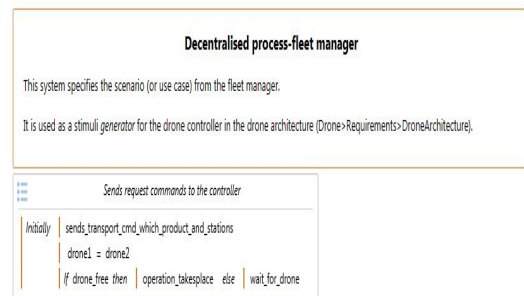 Decentralised process-fleet manager
This system specifies the scenario (or use case) from the fleet manager.
It is used as a stimuli generator for the drone controller in the drone architecture (Drone>Requirements>DroneArchitecture).
Sends request commands to the controller
Initially sends_transport_cmd_which_product_and_stations
drone1 = drone2
If drone_free then operation_takesplace else wait_for_drone